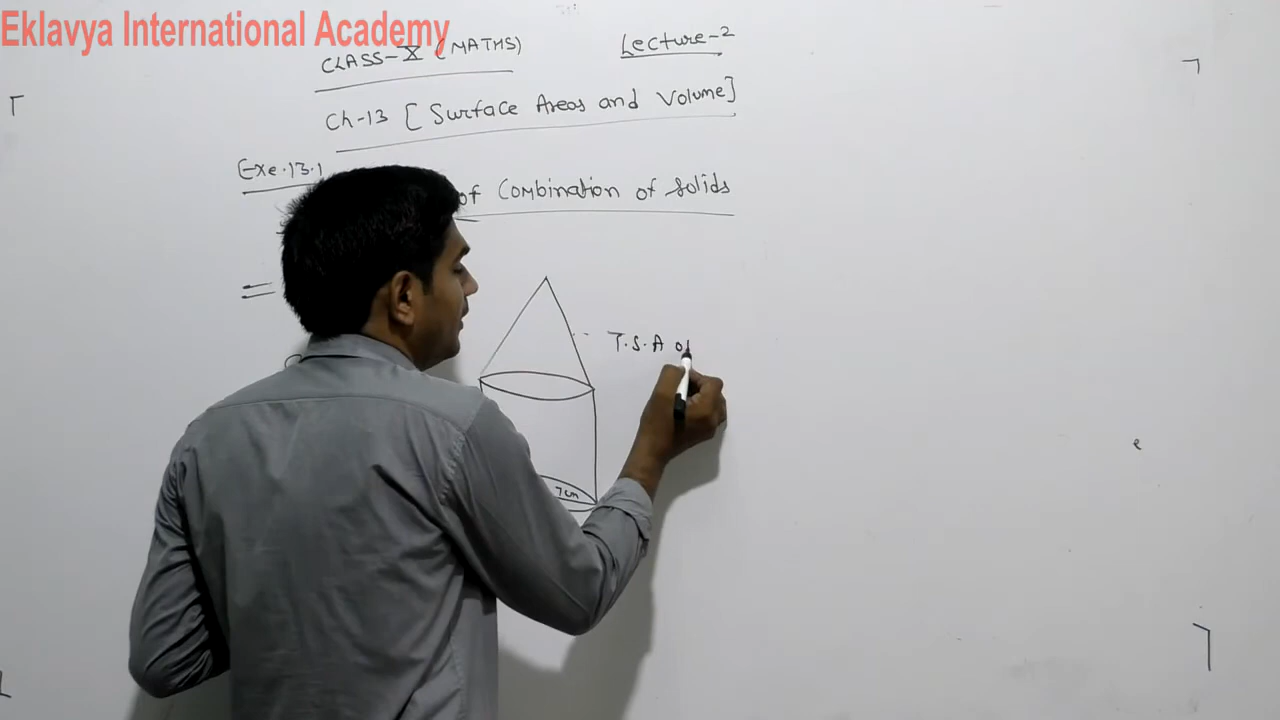 Eklavya International Academy
CLASS-X (MATHS) Lecture-2
Ch-13 [Surface Areas and Volume]
Exe.13.1
of Combination of Solids
T.S.A
7cm